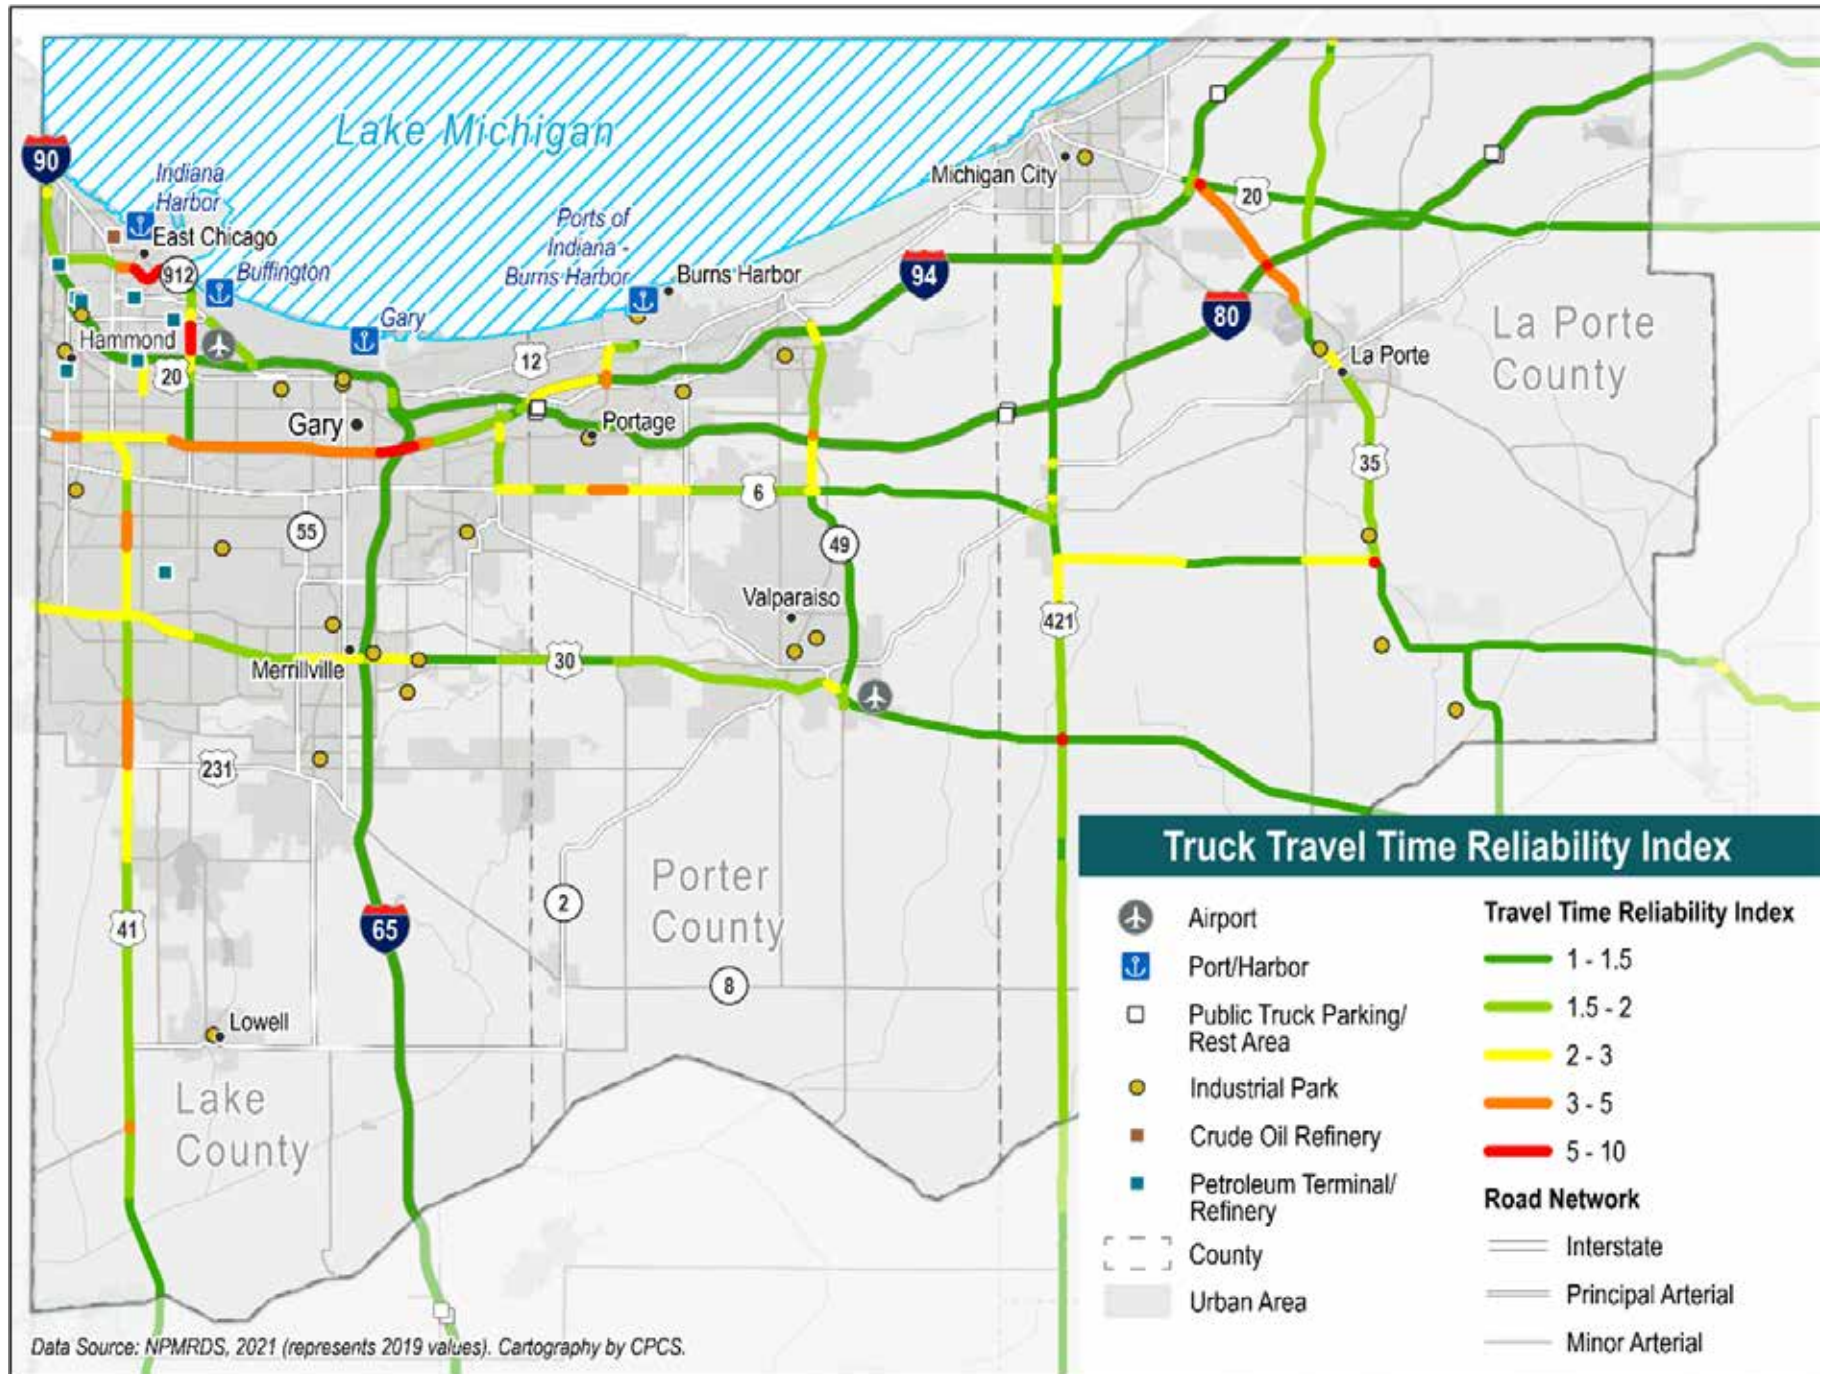 Lake Michigan
90
Indiana
Harbor
East Chicago
912
Buffington
Ports of
Indiana -
Burns Harbor
Burns Harbor
Michigan City
20
94
80
La Porte
County
Gary
Hammond
20
12
La Porte
Gary
Portage
35
6
55
49
Valparaiso
421
Merrillville
30
231
Porter
County
2
65
41
8
Lowell
Lake
County
Truck Travel Time Reliability Index
Airport
Port/Harbor
Public Truck Parking/
Rest Area
Industrial Park
Crude Oil Refinery
Petroleum Terminal/
Refinery
County
Urban Area
Travel Time Reliability Index
1 - 1.5
1.5 - 2
2 - 3
3 - 5
5 - 10
Road Network
Interstate
Principal Arterial
Minor Arterial
Data Source: NPMRDS, 2021 (represents 2019 values). Cartography by CPCS.